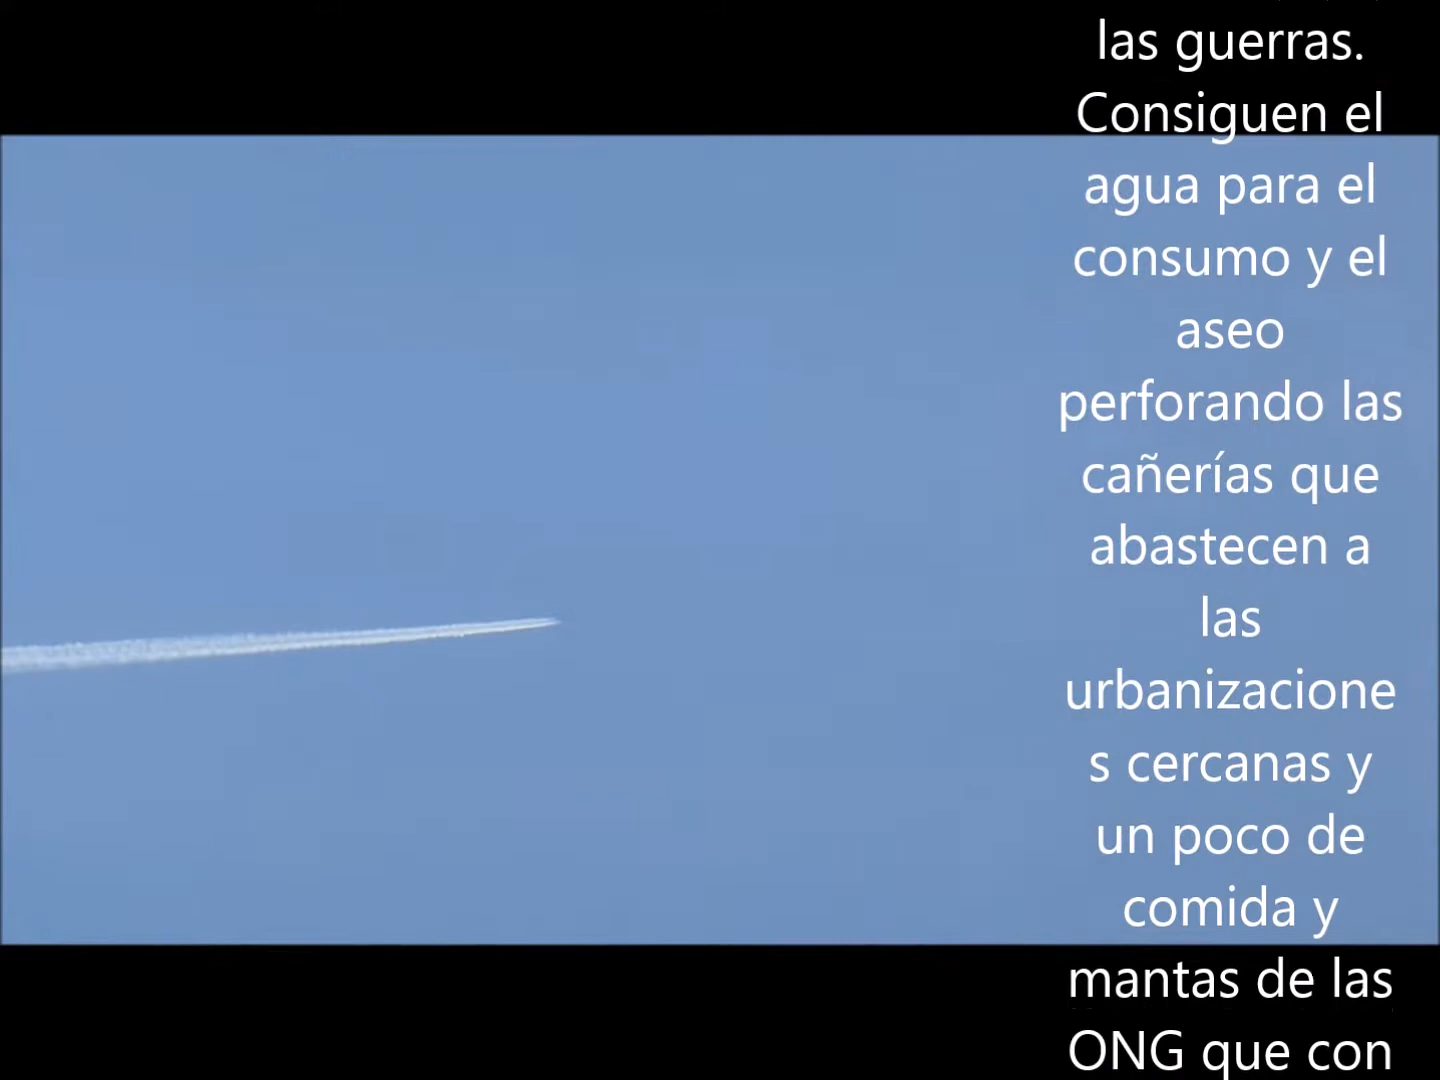 las guerras.
Consiguen el
agua para el
consumo y el
aseo
perforando las
cañerías que
abastecen a
las
urbanizacione
s cercanas y
un poco de
comida y
mantas de las
ONG que con